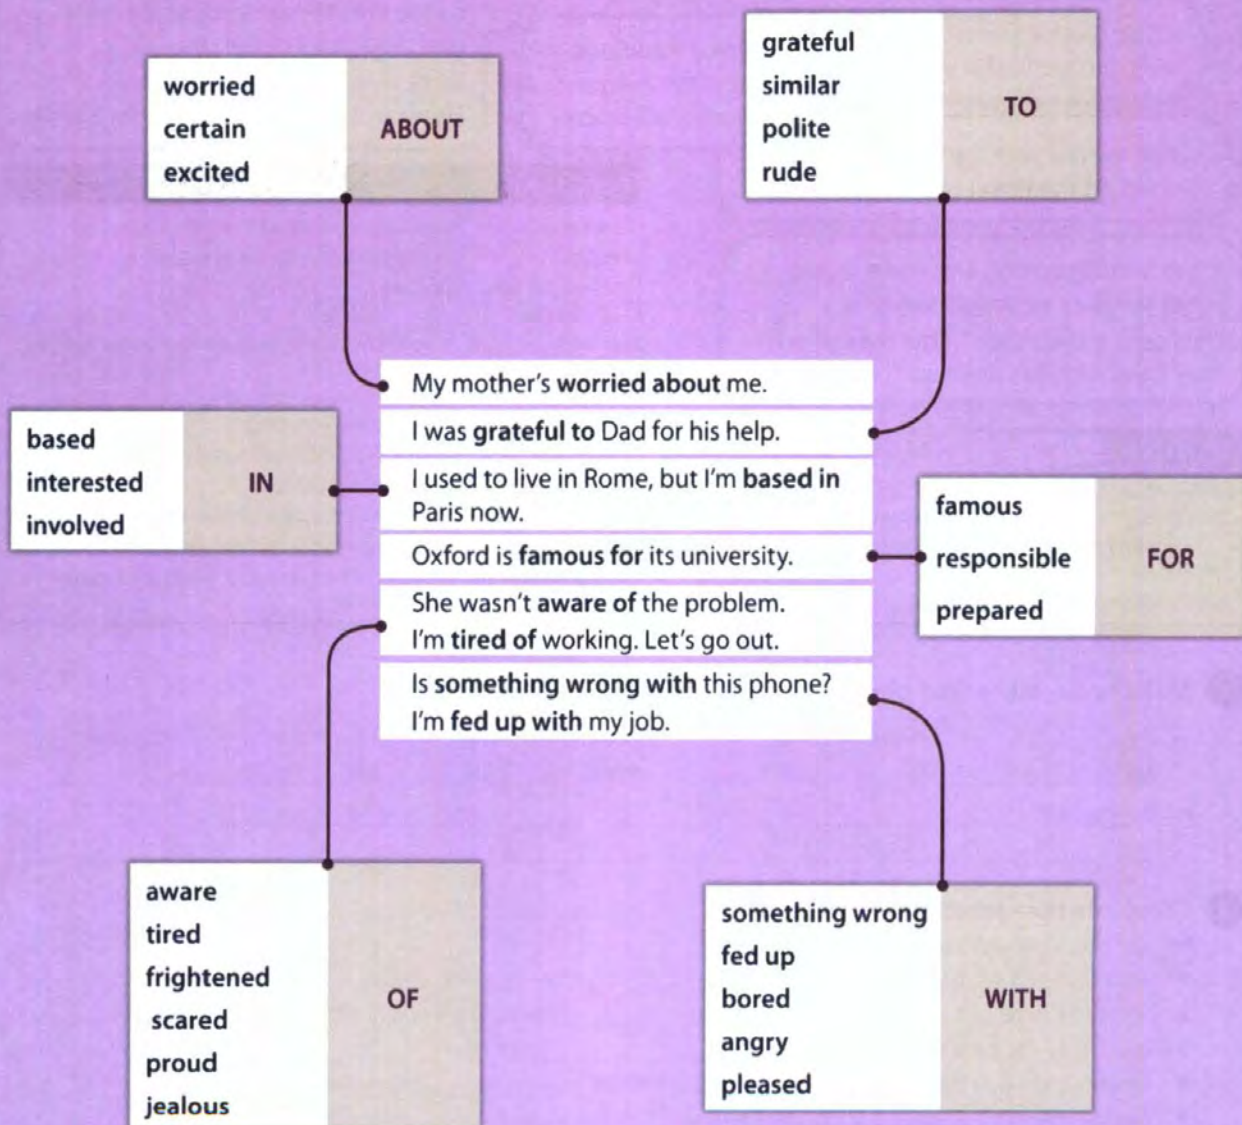 worried
certain
excited
ABOUT
grateful
similar
polite
rude
TO
My mother's worried about me.
I was grateful to Dad for his help.
I used to live in Rome, but I'm based in
Paris now.
Oxford is famous for its university.
She wasn't aware of the problem.
I'm tired of working. Let's go out.
Is something wrong with this phone?
I'm fed up with my job.
based
interested
involved
IN
famous
responsible
prepared
FOR
aware
tired
frightened
scared
proud
jealous
OF
something wrong
fed up
bored
angry
pleased
WITH